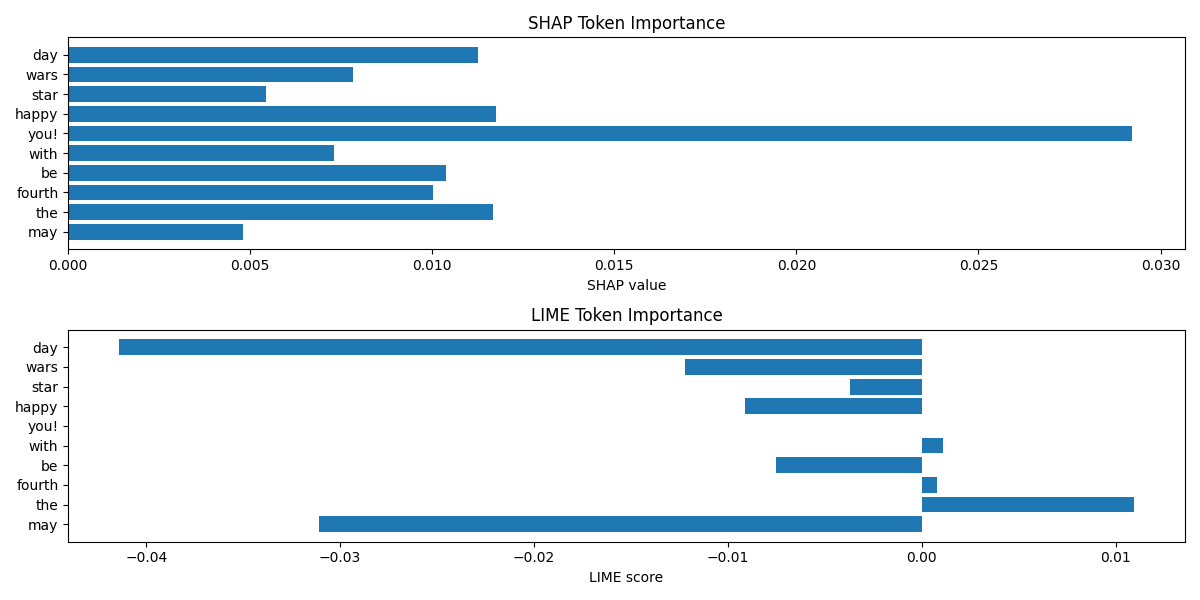 SHAP Token Importance
day
wars
star
happy
you!
with
be
fourth
the
may
0.000 0.005 0.010 0.015 0.020 0.025 0.030
SHAP value
LIME Token Importance
day
wars
star
happy
you!
with
be
fourth
the
may
−0.04 −0.03 −0.02 −0.01 0.00 0.01
LIME score